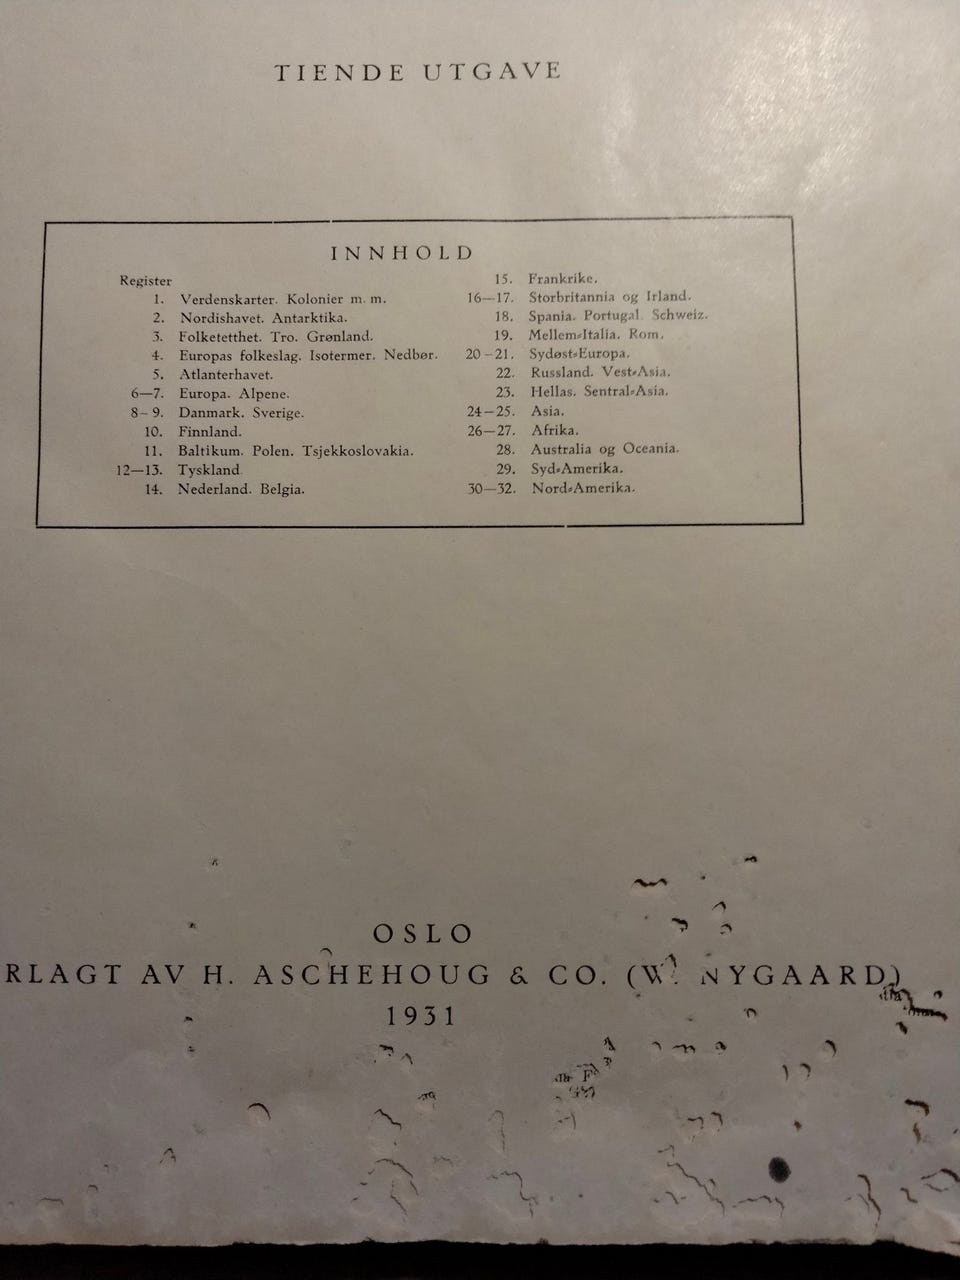 TIENDE UTGAVE
INNHOLD
Register
1. Verdenskarter. Kolonier m. m.
2. Nordishavet. Antarktika.
3. Folketetthet. Tro. Grønland.
4. Europas folkeslag. Isotermer. Nedbør.
5. Atlanterhavet.
6—7. Europa. Alpene.
8–9. Danmark. Sverige.
10. Finnland.
11. Baltikum. Polen. Tsjekkoslovakia.
12—13. Tyskland
14. Nederland. Belgia.
15. Frankrike.
16—17. Storbritannia og Irland.
18. Spania. Portugal. Schweiz.
19. Mellem-Italia. Rom.
20–21. Sydøst-Europa.
22. Russland. Vest-Asia.
23. Hellas. Sentral-Asia.
24—25. Asia.
26—27. Afrika.
28. Australia og Oceania.
29. Syd-Amerika.
30—32. Nord-Amerika.
OSLO
RLAGT AV H. ASCHEHOUG & CO. (W. NYGAARD)
1931